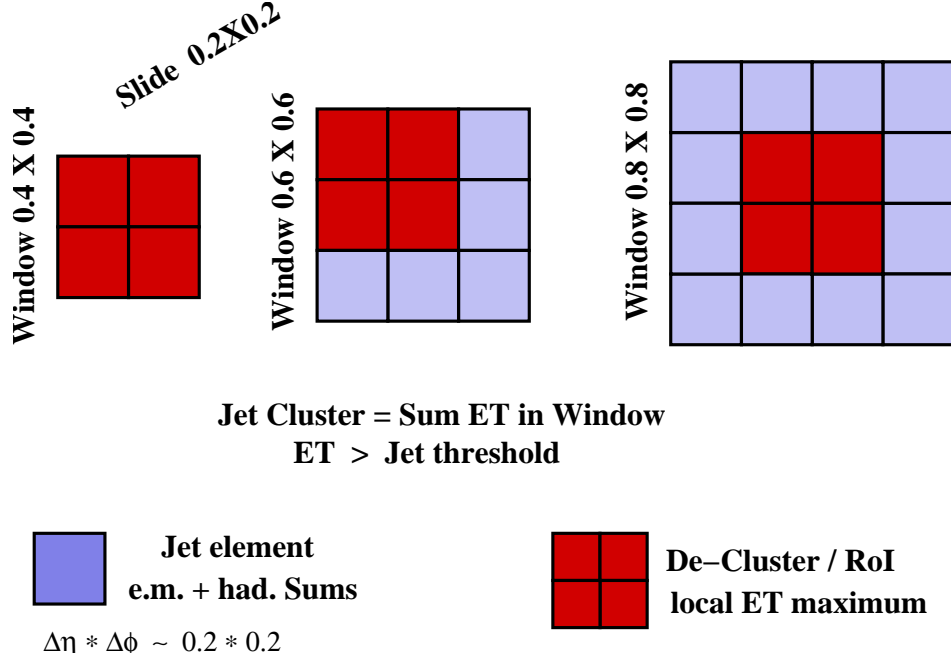 Slide 0.2X0.2
Window 0.4 X 0.4
Window 0.6 X 0.6
Window 0.8 X 0.8
Jet Cluster = Sum ET in Window
ET > Jet threshold
Jet element
e.m. + had. Sums
Δη * Δϕ ~ 0.2 * 0.2
De-Cluster / RoI
local ET maximum